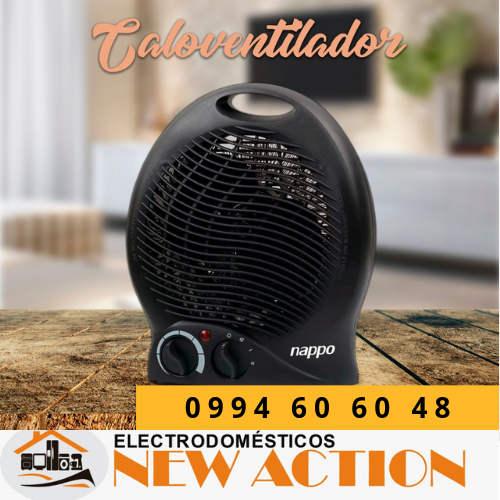 Caloventilador
nappo
0994 60 60 48
ELECTRODOMÉSTICOS
NEW ACTION